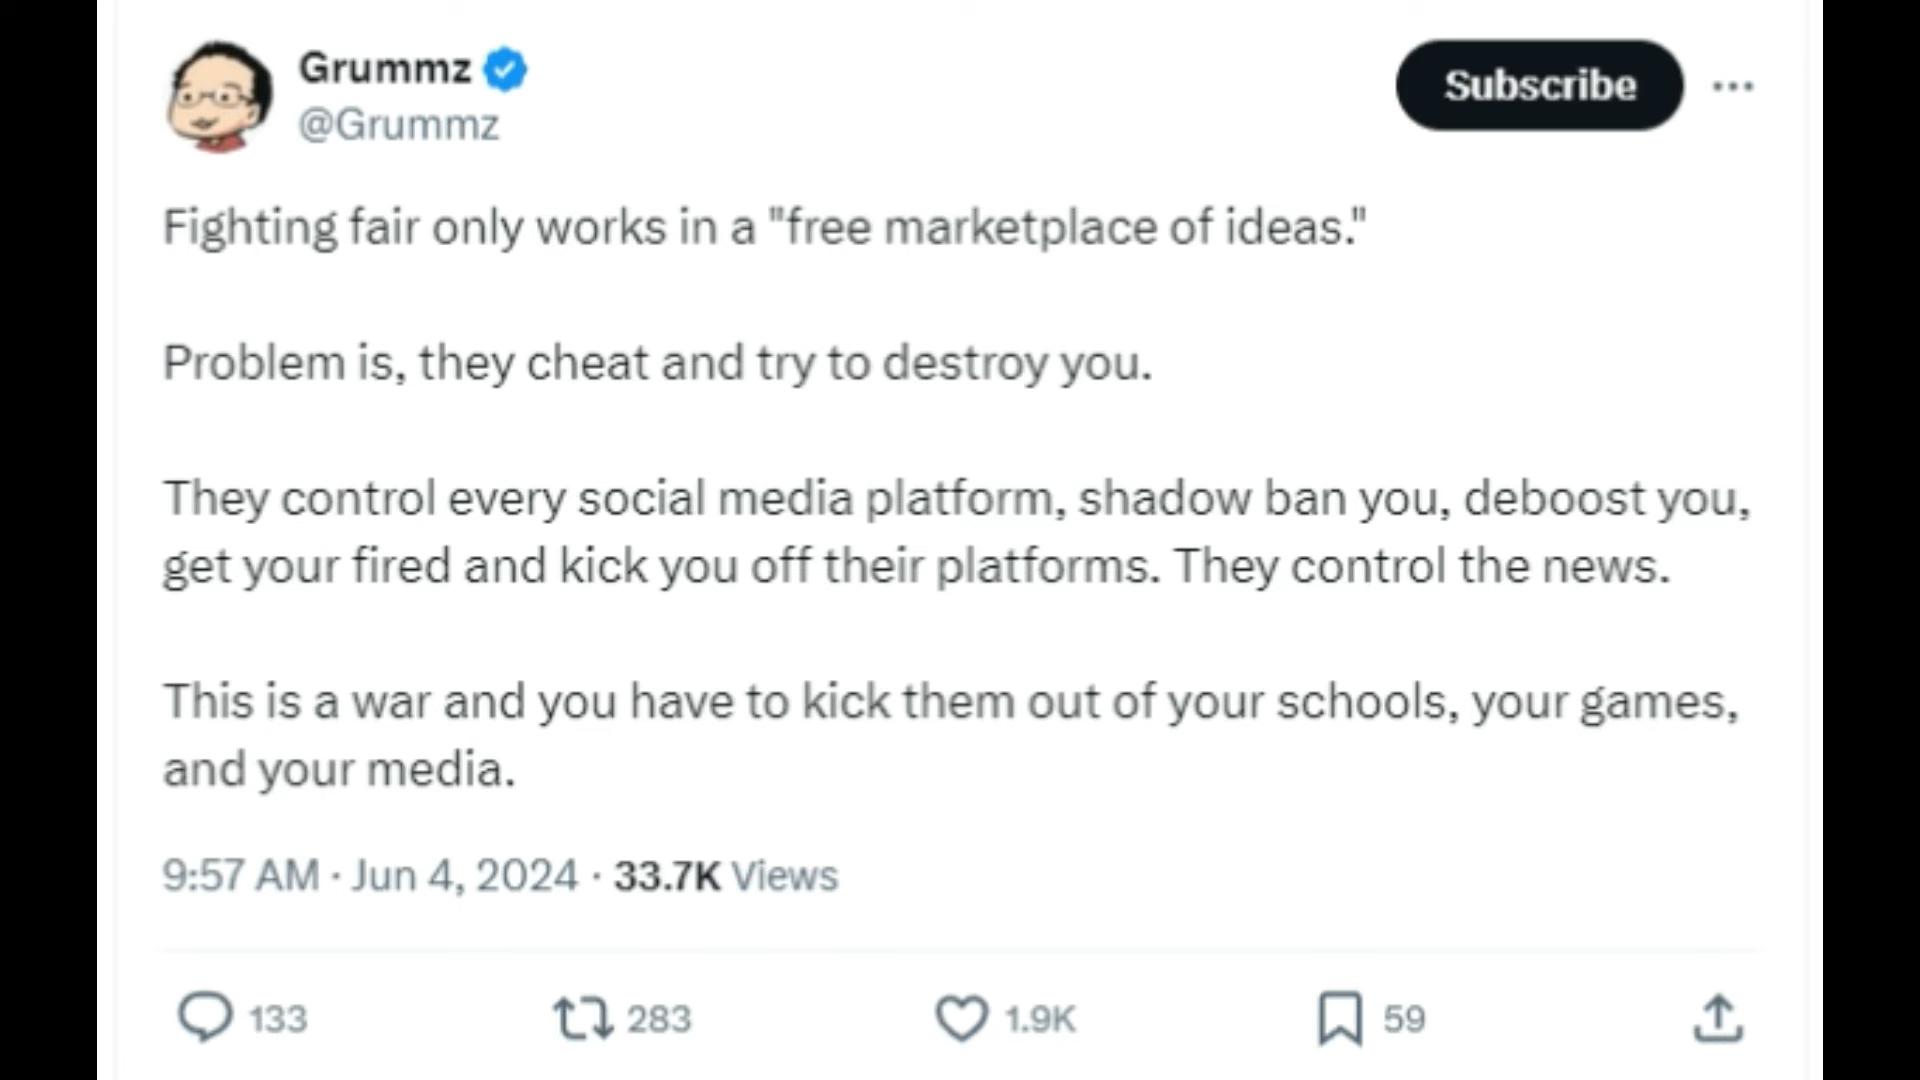 Grummz
@Grummz
Subscribe
Fighting fair only works in a "free marketplace of ideas."
Problem is, they cheat and try to destroy you.
They control every social media platform, shadow ban you, deboost you,
get your fired and kick you off their platforms. They control the news.
This is a war and you have to kick them out of your schools, your games,
and your media.
9:57 AM · Jun 4, 2024 · 33.7K Views
133 283 1.9K 59